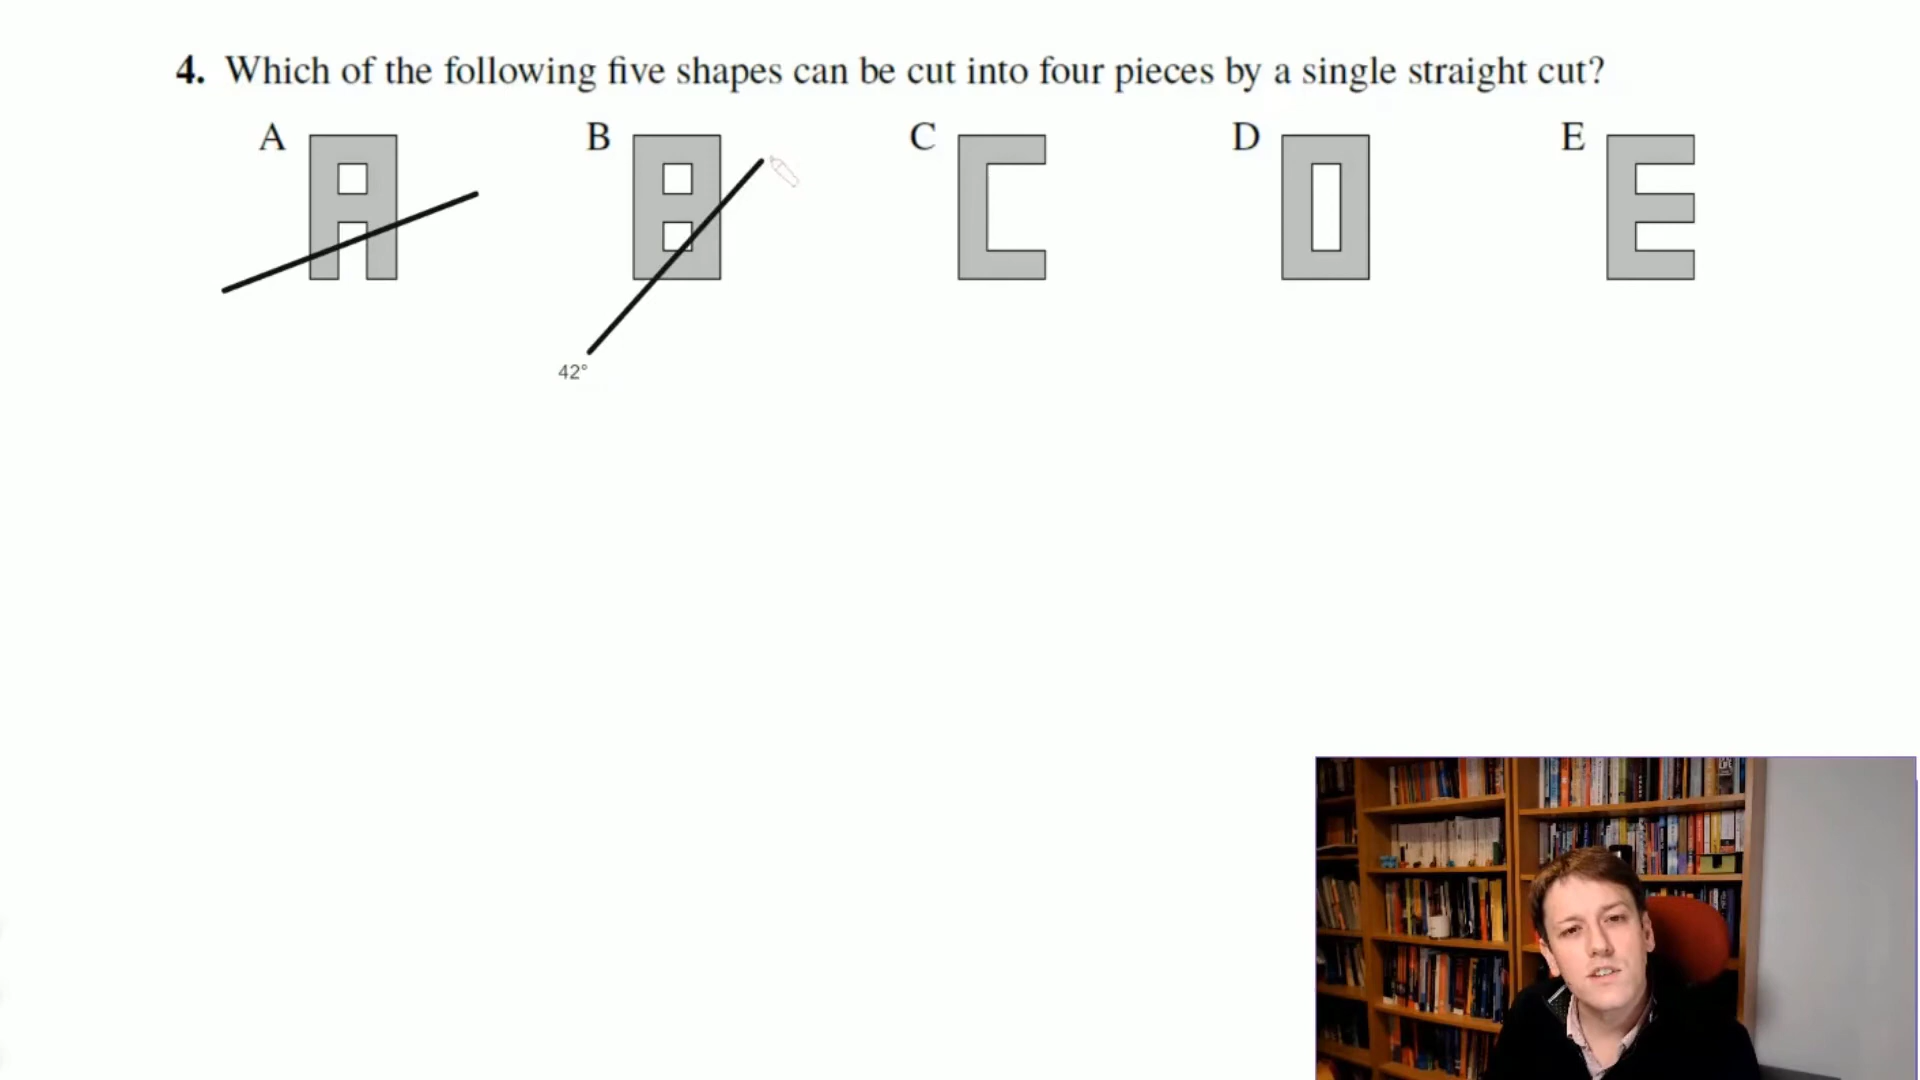 4. Which of the following five shapes can be cut into four pieces by a single straight cut?
A B C D E
42°